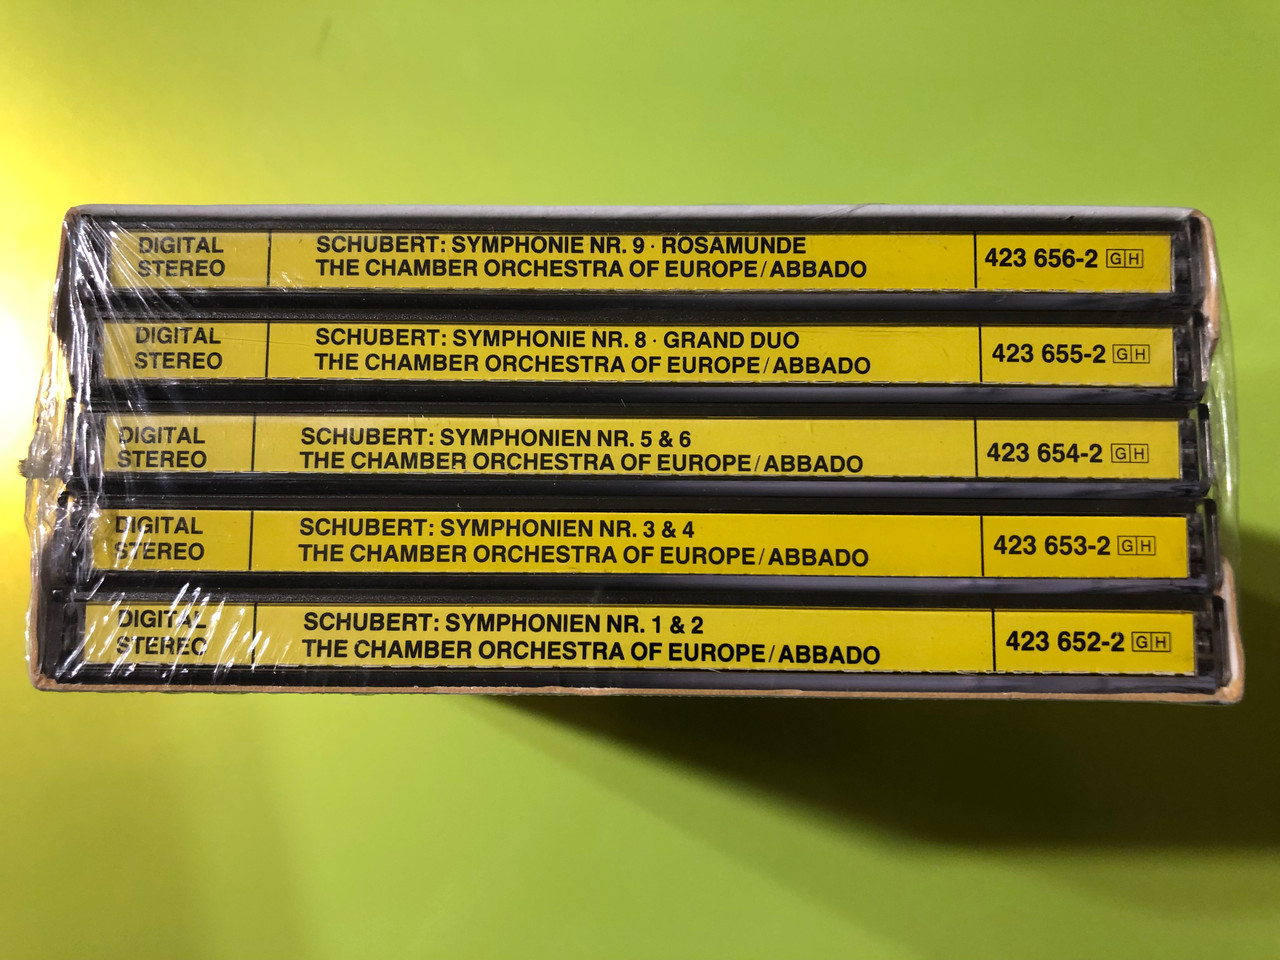 DIGITAL
STEREO
SCHUBERT: SYMPHONIE NR. 9 · ROSAMUNDE
THE CHAMBER ORCHESTRA OF EUROPE/ABBADO
423 656-2 GH
DIGITAL
STEREO
SCHUBERT: SYMPHONIE NR. 8 · GRAND DUO
THE CHAMBER ORCHESTRA OF EUROPE/ABBADO
423 655-2 GH
DIGITAL
STEREO
SCHUBERT: SYMPHONIEN NR. 5 & 6
THE CHAMBER ORCHESTRA OF EUROPE/ABBADO
423 654-2 GH
DIGITAL
STEREO
SCHUBERT: SYMPHONIEN NR. 3 & 4
THE CHAMBER ORCHESTRA OF EUROPE/ABBADO
423 653-2 GH
DIGITAL
STEREO
SCHUBERT: SYMPHONIEN NR. 1 & 2
THE CHAMBER ORCHESTRA OF EUROPE/ABBADO
423 652-2 GH